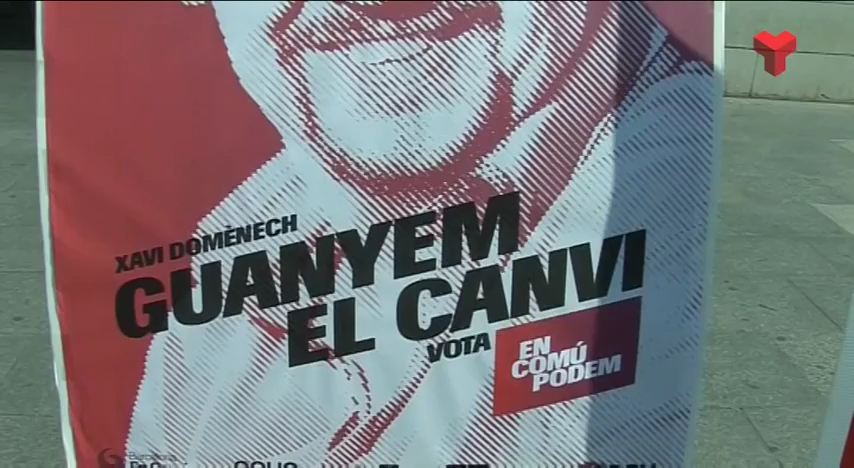 XAVI DOMÈNECH
GUANYEM
EL CANVI
VOTA
EN
COMÚ
PODEM